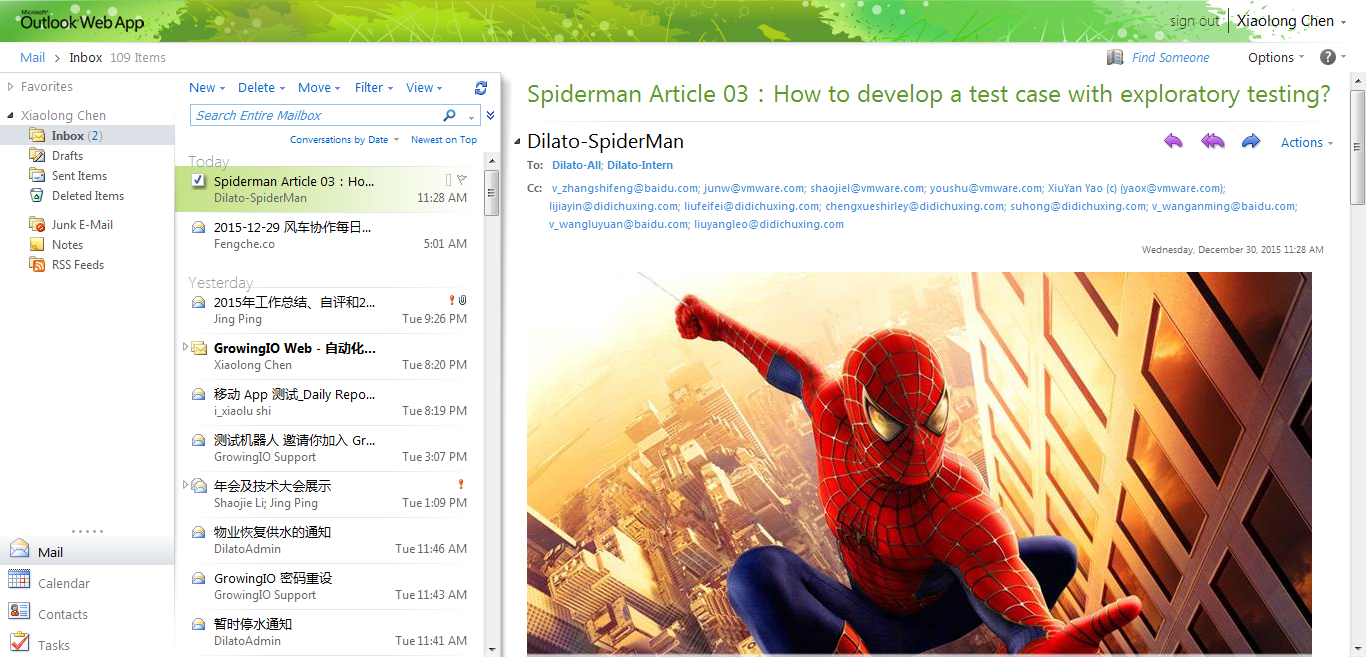 Microsoft
Outlook Web App
sign out Xiaolong Chen
Mail > Inbox 109 Items
Find Someone Options ?
Favorites
Xiaolong Chen
Inbox (2)
Drafts
Sent Items
Deleted Items
Junk E-Mail
Notes
RSS Feeds
Mail
Calendar
Contacts
Tasks
New Delete Move Filter View
Search Entire Mailbox
Conversations by Date Newest on Top
Today
Spiderman Article 03：Ho...
Dilato-SpiderMan 11:28 AM
2015-12-29 风车协作每日...
Fengche.co 5:01 AM
Yesterday
2015年工作总结、自评和2...
Jing Ping Tue 9:26 PM
GrowingIO Web - 自动化...
Xiaolong Chen Tue 8:20 PM
移动 App 测试_Daily Repo...
i_xiaolu shi Tue 8:19 PM
测试机器人 邀请你加入 Gr...
GrowingIO Support Tue 3:07 PM
年会及技术大会展示
Shaojie Li; Jing Ping Tue 1:09 PM
物业恢复供水的通知
DilatoAdmin Tue 11:46 AM
GrowingIO 密码重设
GrowingIO Support Tue 11:43 AM
暂时停水通知
DilatoAdmin Tue 11:41 AM
Spiderman Article 03：How to develop a test case with exploratory testing?
Dilato-SpiderMan
Actions
To: Dilato-All; Dilato-Intern
Cc: v_zhangshifeng@baidu.com; junw@vmware.com; shaojiel@vmware.com; youshu@vmware.com; XiuYan Yao (c) (yaox@vmware.com);
lijiayin@didichuxing.com; liufeifei@didichuxing.com; chengxueshirley@didichuxing.com; suhong@didichuxing.com; v_wanganming@baidu.com;
v_wangluyuan@baidu.com; liuyangleo@didichuxing.com
Wednesday, December 30, 2015 11:28 AM